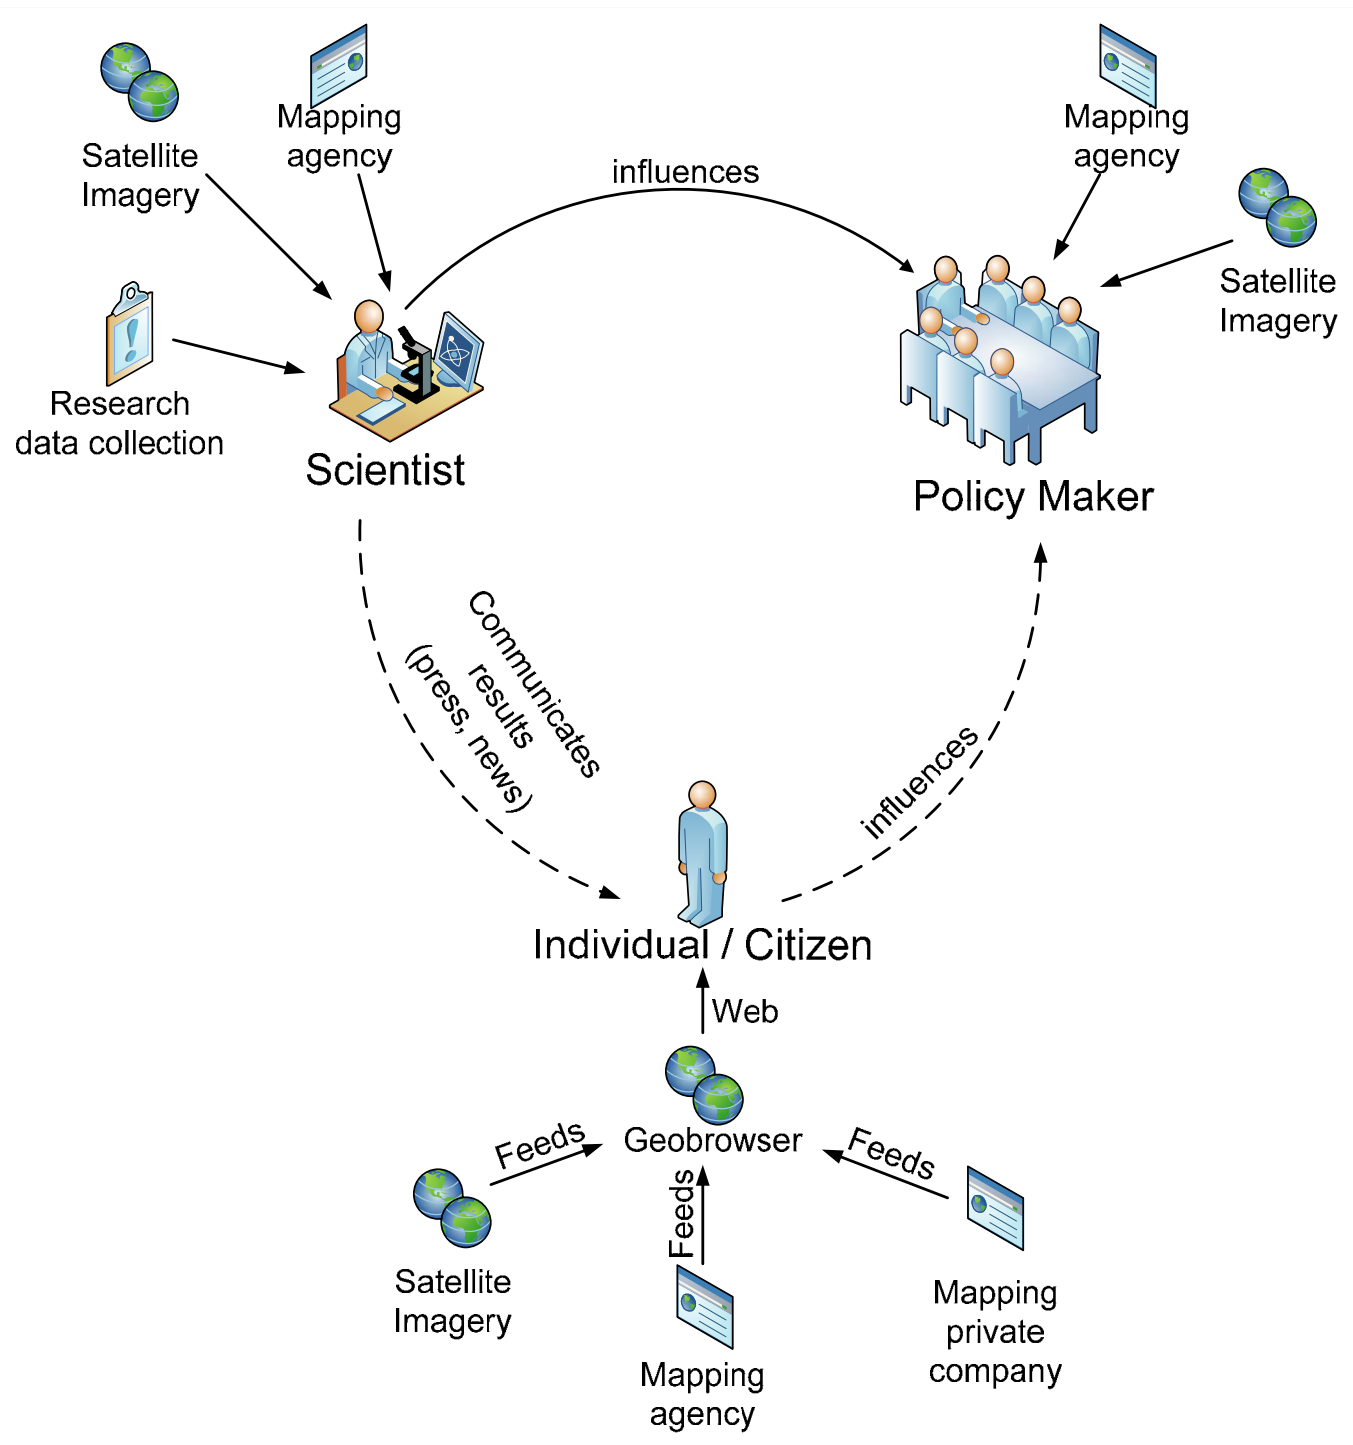 Mapping
agency
Satellite
Imagery
influences
Mapping
agency
Satellite
Imagery
Research
data collection
Scientist
Policy Maker
Communicates
results
(press, news)
influences
Individual / Citizen
Web
Geobrowser
Feeds
Feeds
Feeds
Satellite
Imagery
Mapping
agency
Mapping
private
company